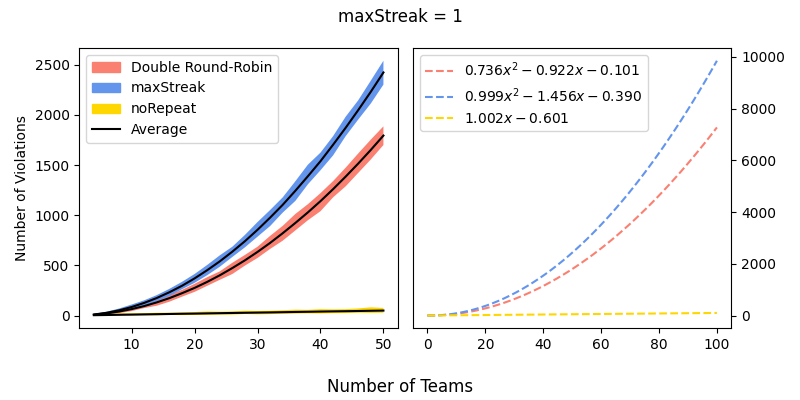 maxStreak = 1
Number of Violations
2500
2000
1500
1000
500
0
Double Round-Robin
maxStreak
noRepeat
Average
10
20
30
40
50
0.736x² − 0.922x − 0.101
0.999x² − 1.456x − 0.390
1.002x − 0.601
10000
8000
6000
4000
2000
0
0
20
40
60
80
100
Number of Teams